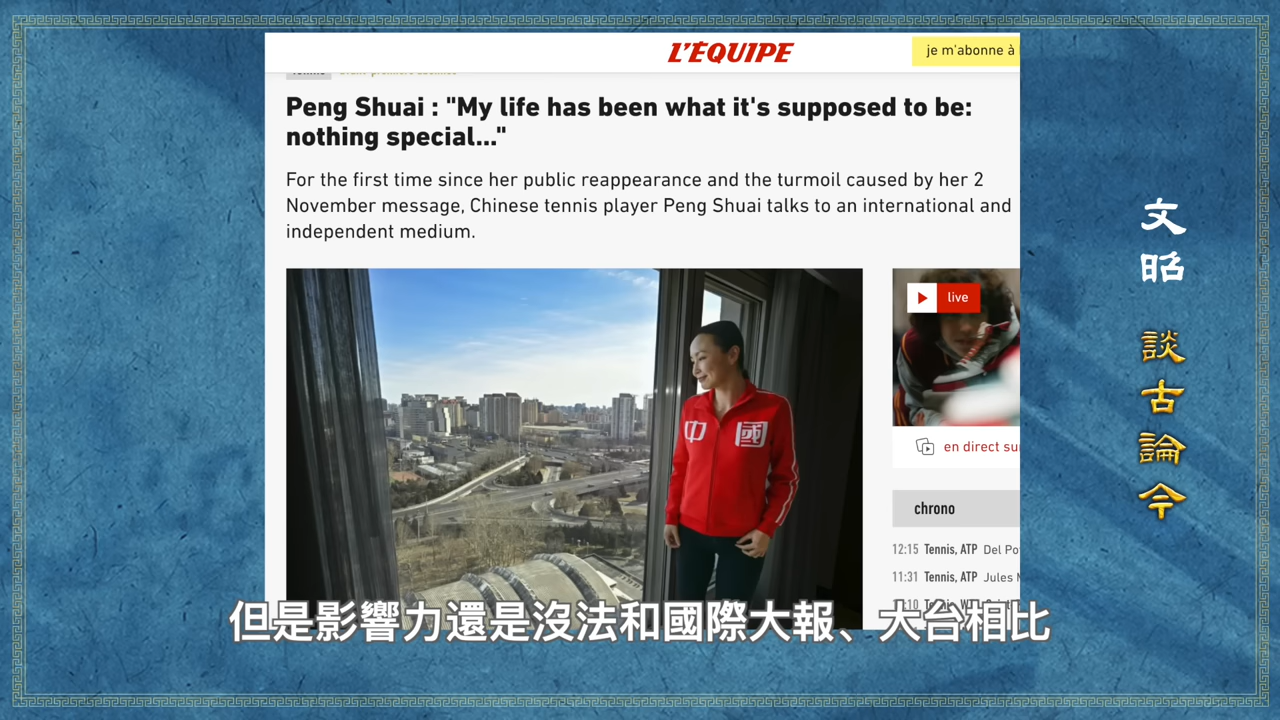 L'ÉQUIPE
je m'abonne à
Peng Shuai : "My life has been what it's supposed to be:
nothing special..."
For the first time since her public reappearance and the turmoil caused by her 2
November message, Chinese tennis player Peng Shuai talks to an international and
independent medium.
中國
live
en direct su
chrono
12:15 Tennis, ATP Del Po
11:31 Tennis, ATP Jules
但是影響力還是沒法和國際大報、大台相比
文昭
談古論今